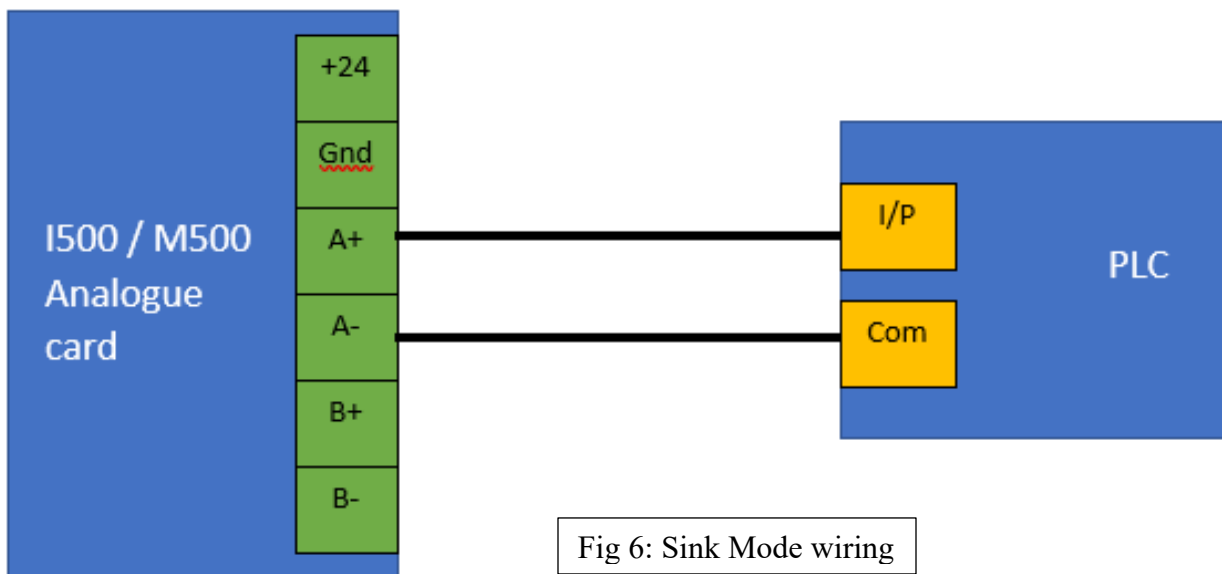 I500 / M500
Analogue
card
+24
Gnd
A+
A-
B+
B-
I/P
Com
PLC
Fig 6: Sink Mode wiring